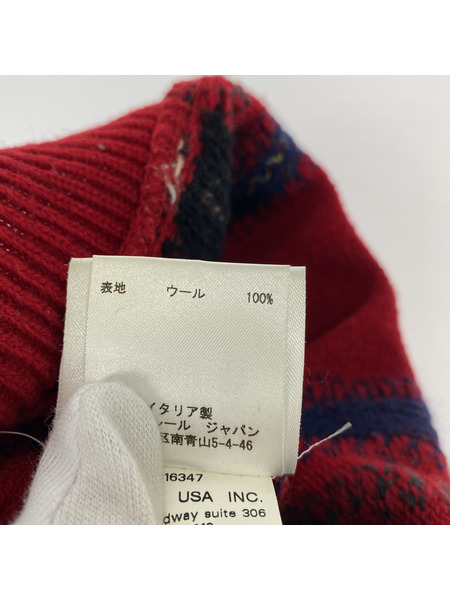 表地 ウール 100%
イタリア製
ール ジャパン
区南青山5-4-46
16347
USA INC.
dway suite 306